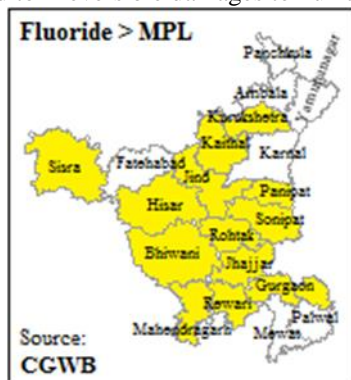 Fluoride > MPL
Panchkula
Yamunanagar
Ambala
Kurukshetra
Kaithal
Karnal
Sisra
Fatehabad
Jind
Panipat
Hisar
Sonipat
Rohtak
Bhiwani
Jhajjar
Gurgaon
Rewari
Mahendragarh
Palwal
Mewat
Source:
CGWB